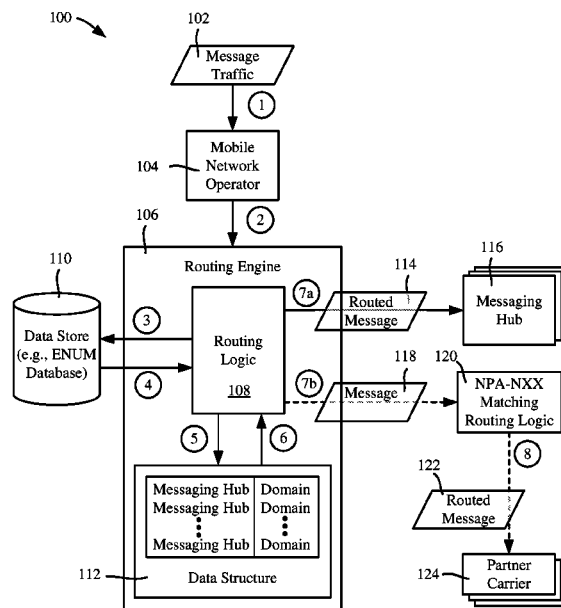 100
102
Message
Traffic
1
104
Mobile
Network
Operator
2
106
Routing Engine
110
Data Store
(e.g., ENUM
Database)
3
4
Routing
Logic
108
7a
114
Routed
Message
116
Messaging
Hub
7b
118
Message
120
NPA-NXX
Matching
Routing Logic
5
6
8
122
Routed
Message
Messaging Hub Domain
Messaging Hub Domain
Messaging Hub Domain
112
Data Structure
124
Partner
Carrier